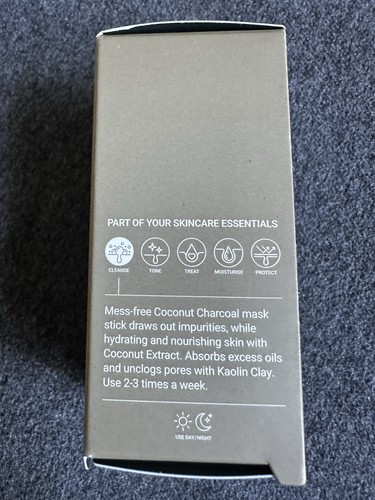 PART OF YOUR SKINCARE ESSENTIALS
CLEANSE TONE TREAT MOISTURISE PROTECT
Mess-free Coconut Charcoal mask
stick draws out impurities, while
hydrating and nourishing skin with
Coconut Extract. Absorbs excess oils
and unclogs pores with Kaolin Clay.
Use 2-3 times a week.
USE DAY/NIGHT